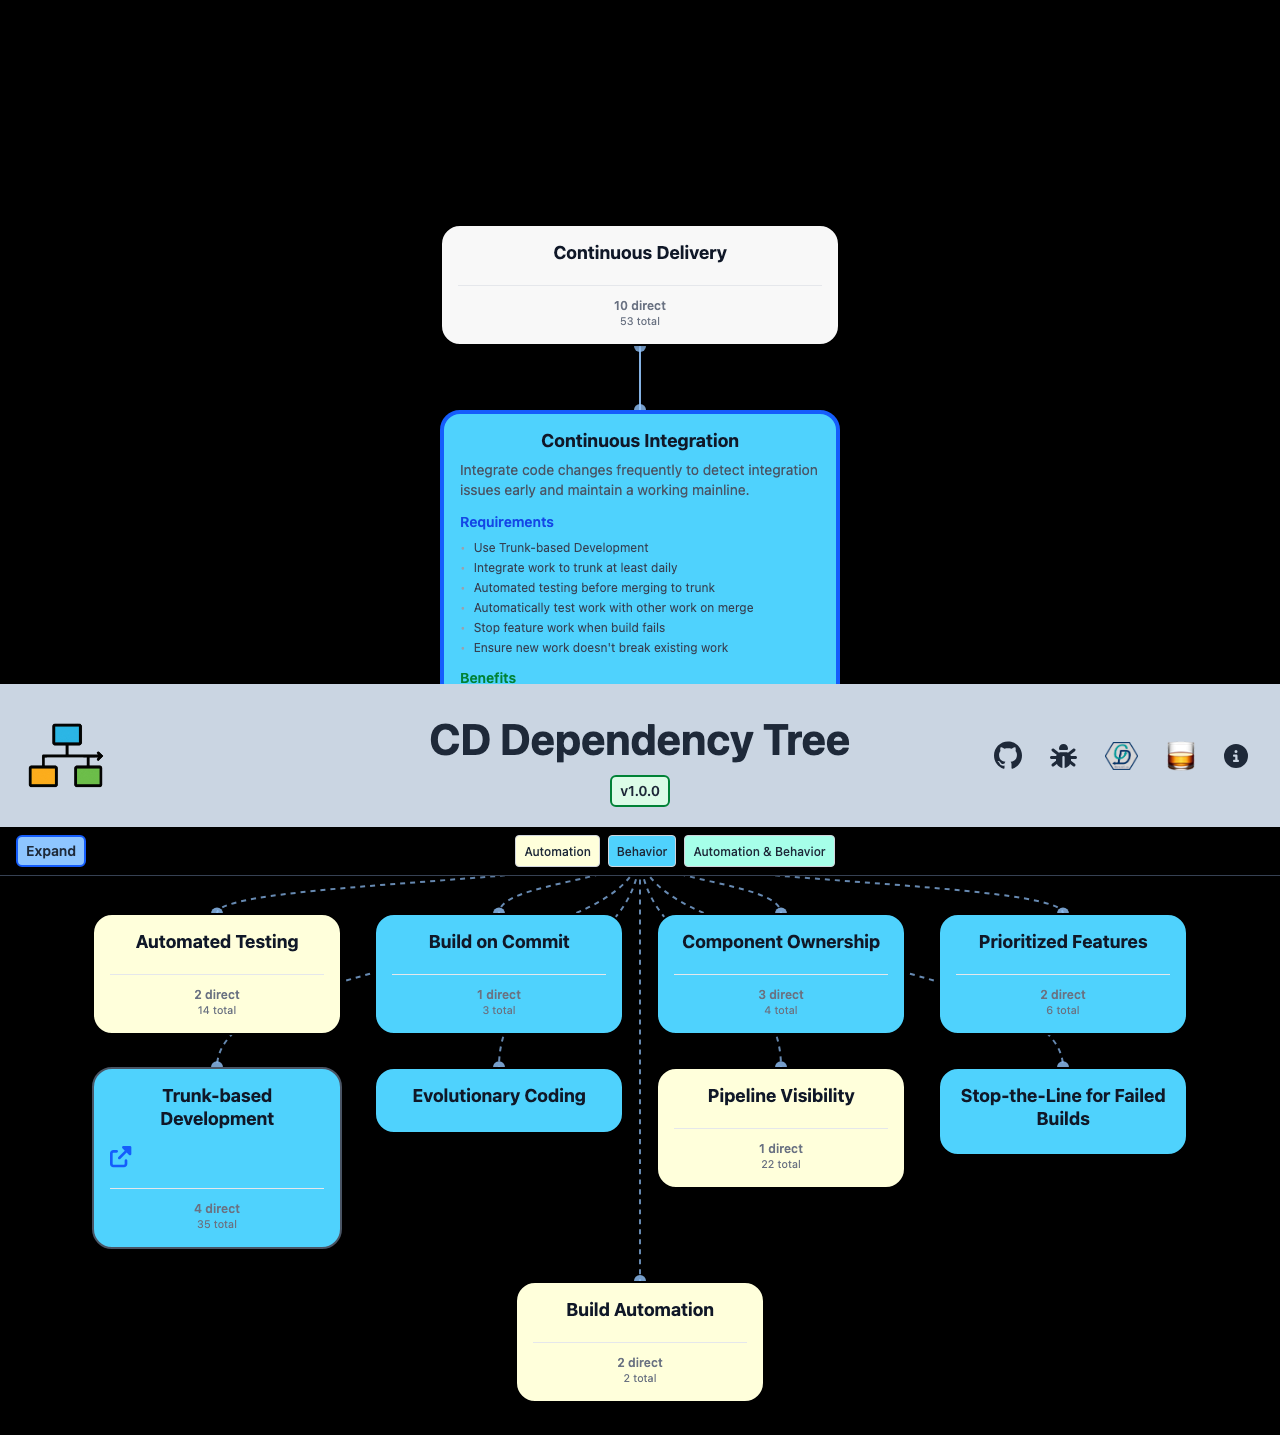 Continuous Delivery
10 direct
53 total
Continuous Integration
Integrate code changes frequently to detect integration
issues early and maintain a working mainline.
Requirements
Use Trunk-based Development
Integrate work to trunk at least daily
Automated testing before merging to trunk
Automatically test work with other work on merge
Stop feature work when build fails
Ensure new work doesn't break existing work
Benefits
CD Dependency Tree
v1.0.0
Expand
Automation
Behavior
Automation & Behavior
Automated Testing
2 direct
14 total
Build on Commit
1 direct
3 total
Component Ownership
3 direct
4 total
Prioritized Features
2 direct
6 total
Trunk-based
Development
4 direct
35 total
Evolutionary Coding
Pipeline Visibility
1 direct
22 total
Stop-the-Line for Failed
Builds
Build Automation
2 direct
2 total